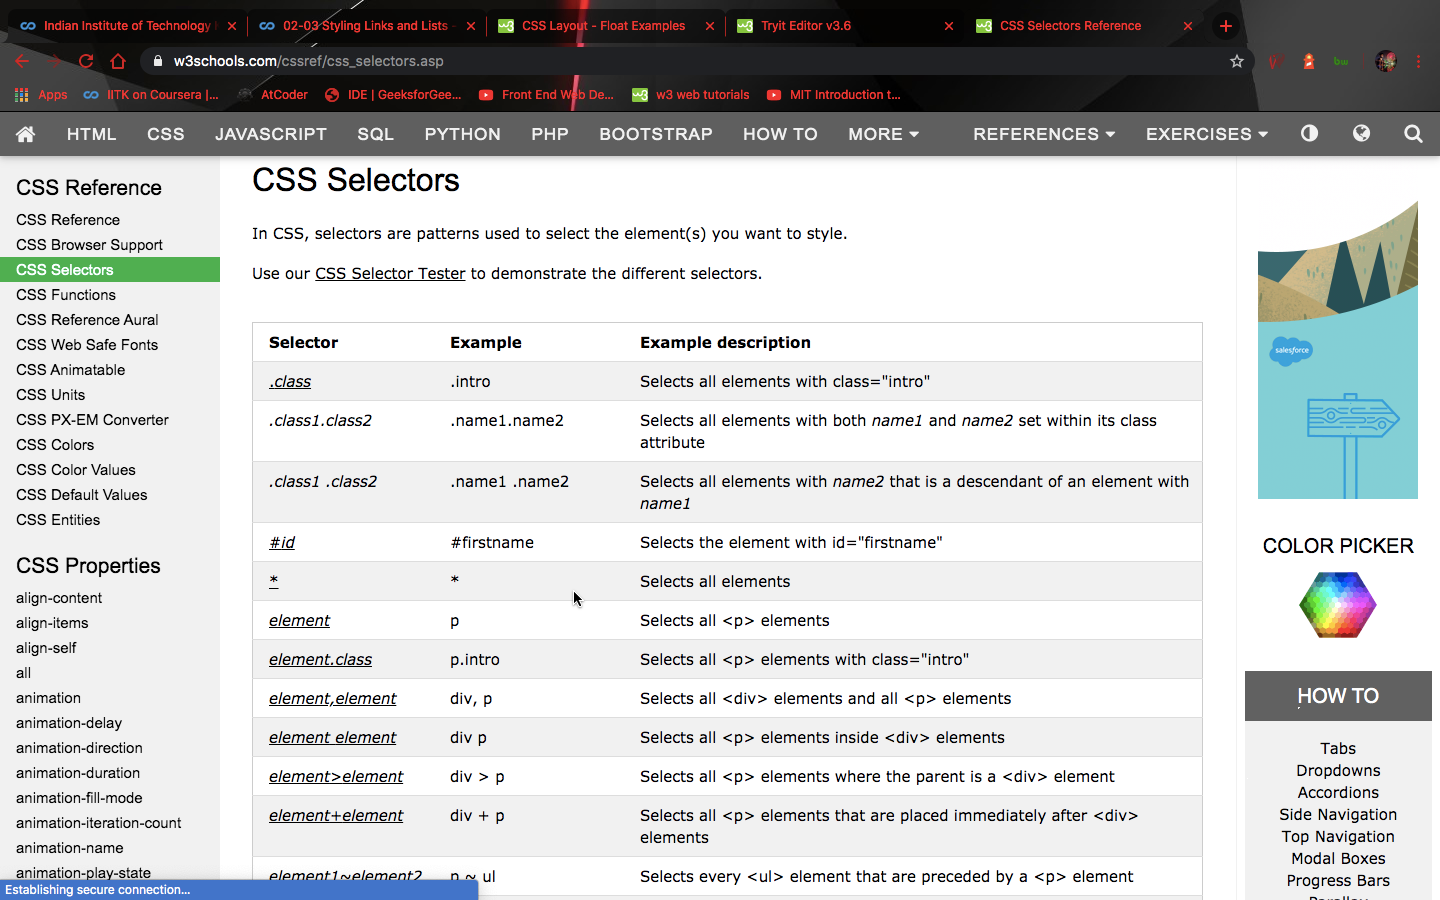 Indian Institute of Technology
02-03 Styling Links and Lists -
CSS Layout - Float Examples
Tryit Editor v3.6
CSS Selectors Reference
w3schools.com/cssref/css_selectors.asp
Apps
IITK on Coursera |...
AtCoder
IDE | GeeksforGee...
Front End Web De...
w3 web tutorials
MIT Introduction t...
HTML
CSS
JAVASCRIPT
SQL
PYTHON
PHP
BOOTSTRAP
HOW TO
MORE
REFERENCES
EXERCISES
CSS Reference
CSS Reference
CSS Browser Support
CSS Selectors
CSS Functions
CSS Reference Aural
CSS Web Safe Fonts
CSS Animatable
CSS Units
CSS PX-EM Converter
CSS Colors
CSS Color Values
CSS Default Values
CSS Entities
CSS Properties
align-content
align-items
align-self
all
animation
animation-delay
animation-direction
animation-duration
animation-fill-mode
animation-iteration-count
animation-name
animation-play-state
Establishing secure connection...
CSS Selectors
In CSS, selectors are patterns used to select the element(s) you want to style.
Use our CSS Selector Tester to demonstrate the different selectors.
Selector Example Example description
.class .intro Selects all elements with class="intro"
.class1.class2 .name1.name2 Selects all elements with both name1 and name2 set within its class
attribute
.class1 .class2 .name1 .name2 Selects all elements with name2 that is a descendant of an element with
name1
#id #firstname Selects the element with id="firstname"
* * Selects all elements
element p Selects all <p> elements
element.class p.intro Selects all <p> elements with class="intro"
element,element div, p Selects all <div> elements and all <p> elements
element element div p Selects all <p> elements inside <div> elements
element>element div > p Selects all <p> elements where the parent is a <div> element
element+element div + p Selects all <p> elements that are placed immediately after <div>
elements
element1~element2 p ~ ul Selects every <ul> element that are preceded by a <p> element
salesforce
COLOR PICKER
HOW TO
Tabs
Dropdowns
Accordions
Side Navigation
Top Navigation
Modal Boxes
Progress Bars
Parallax